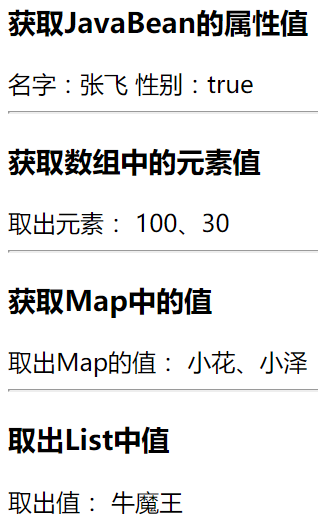 获取JavaBean的属性值
名字：张飞 性别：true
获取数组中的元素值
取出元素： 100、30
获取Map中的值
取出Map的值： 小花、小泽
取出List中值
取出值： 牛魔王